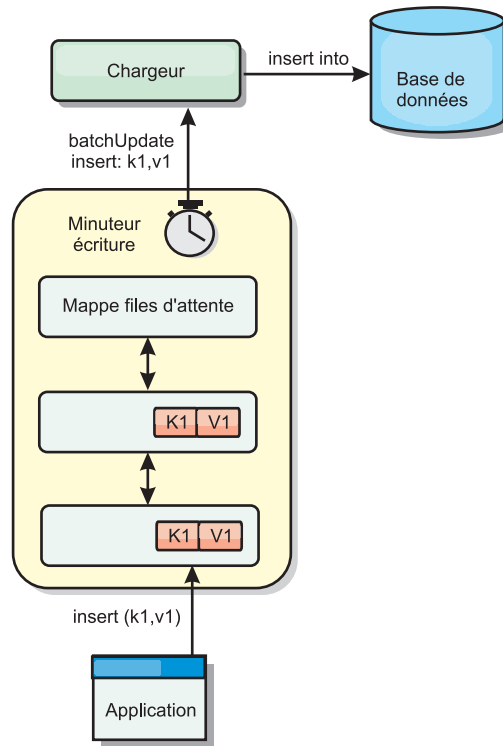 Chargeur
insert into
Base de
données
batchUpdate
insert: k1,v1
Minuteur
écriture
Mappe files d'attente
K1 V1
K1 V1
insert (k1,v1)
Application